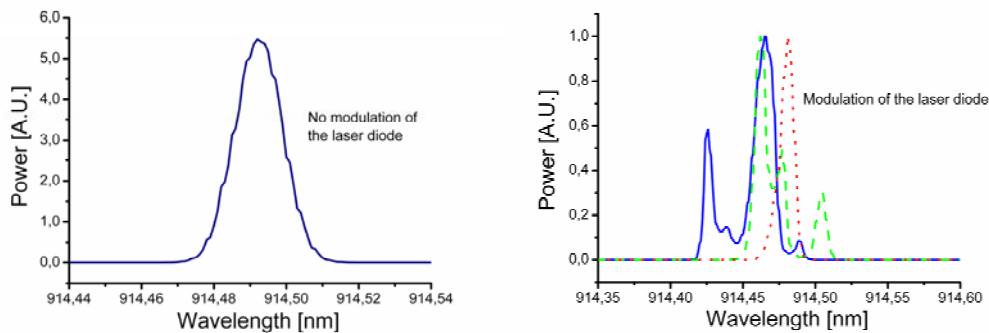 6,0
5,0
4,0
3,0
2,0
1,0
0,0
Power [A.U.]
No modulation of
the laser diode
914,44 914,46 914,48 914,50 914,52 914,54
Wavelength [nm]
1,0
0,8
0,6
0,4
0,2
0,0
Power [A.U.]
Modulation of the laser diode
914,35 914,40 914,45 914,50 914,55 914,60
Wavelength [nm]